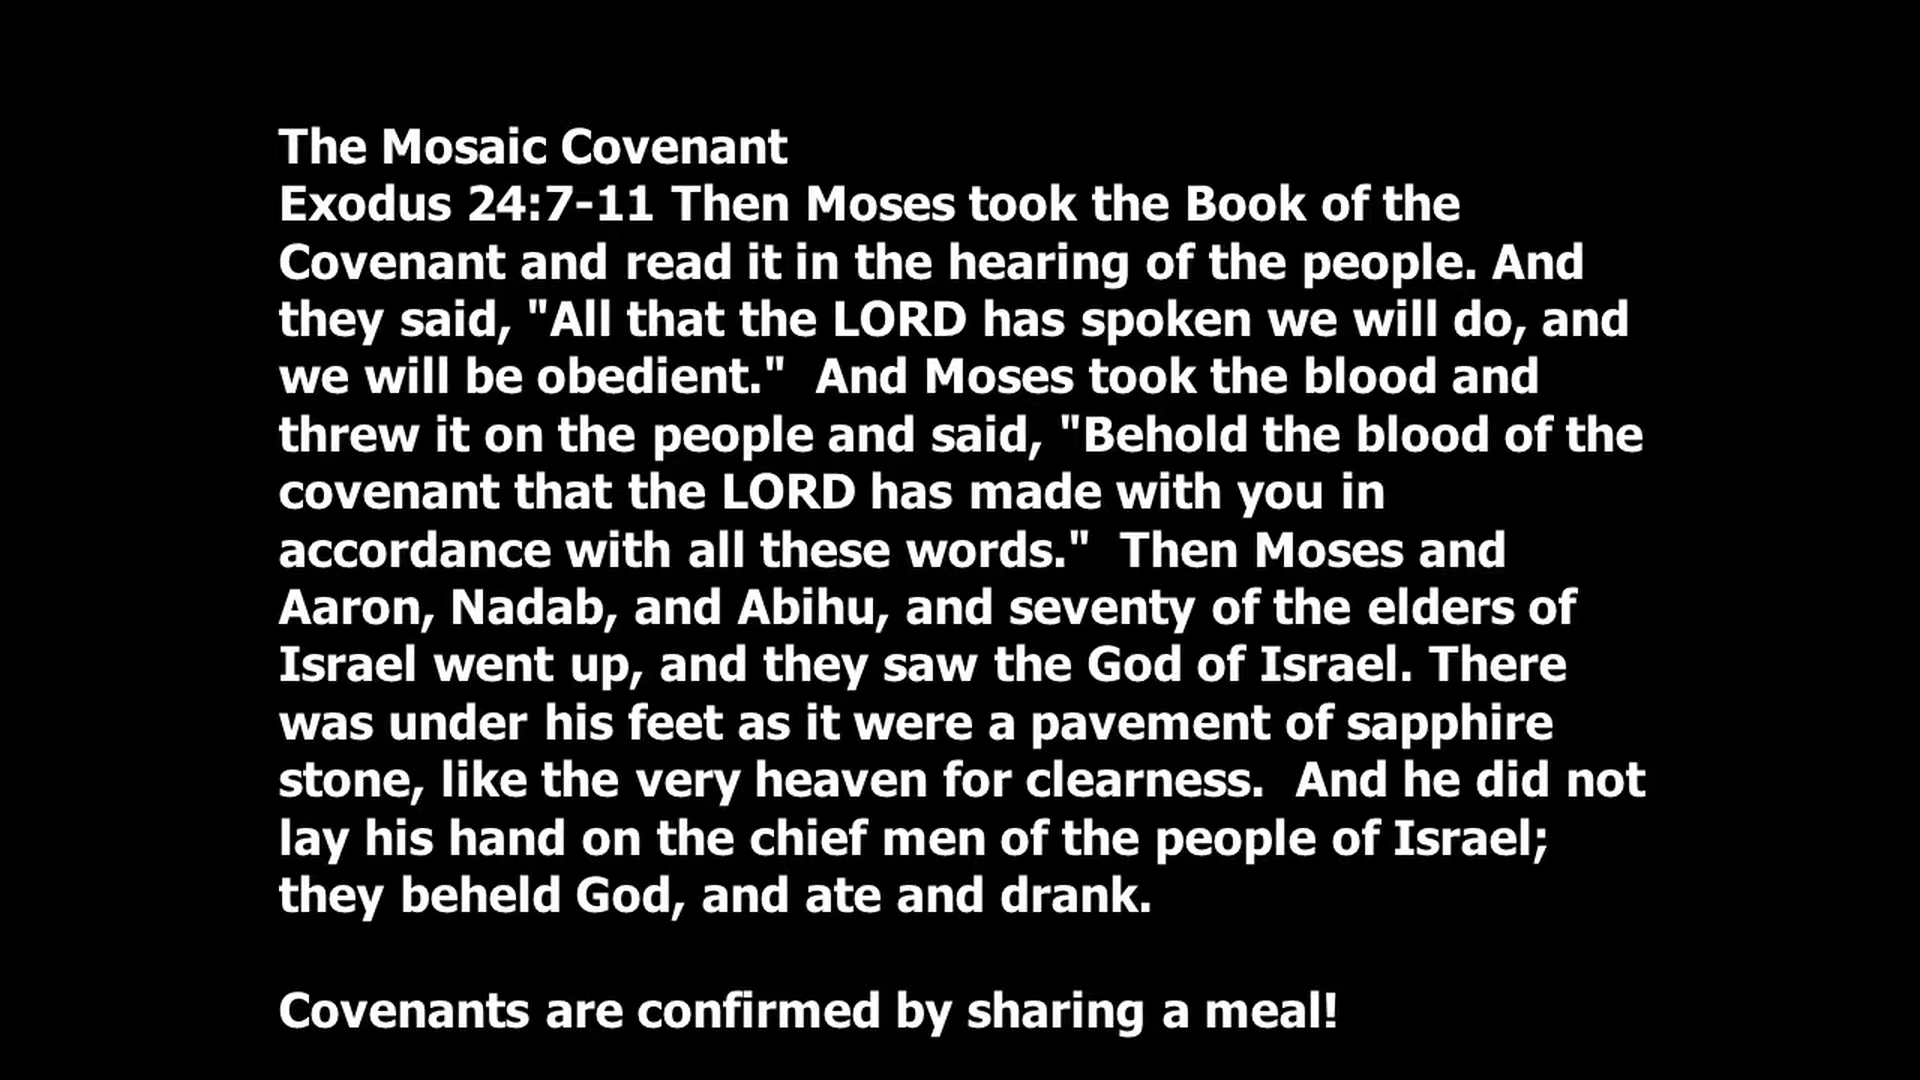 The Mosaic Covenant
Exodus 24:7-11 Then Moses took the Book of the
Covenant and read it in the hearing of the people. And
they said, "All that the LORD has spoken we will do, and
we will be obedient."  And Moses took the blood and
threw it on the people and said, "Behold the blood of the
covenant that the LORD has made with you in
accordance with all these words."  Then Moses and
Aaron, Nadab, and Abihu, and seventy of the elders of
Israel went up, and they saw the God of Israel. There
was under his feet as it were a pavement of sapphire
stone, like the very heaven for clearness.  And he did not
lay his hand on the chief men of the people of Israel;
they beheld God, and ate and drank.
Covenants are confirmed by sharing a meal!